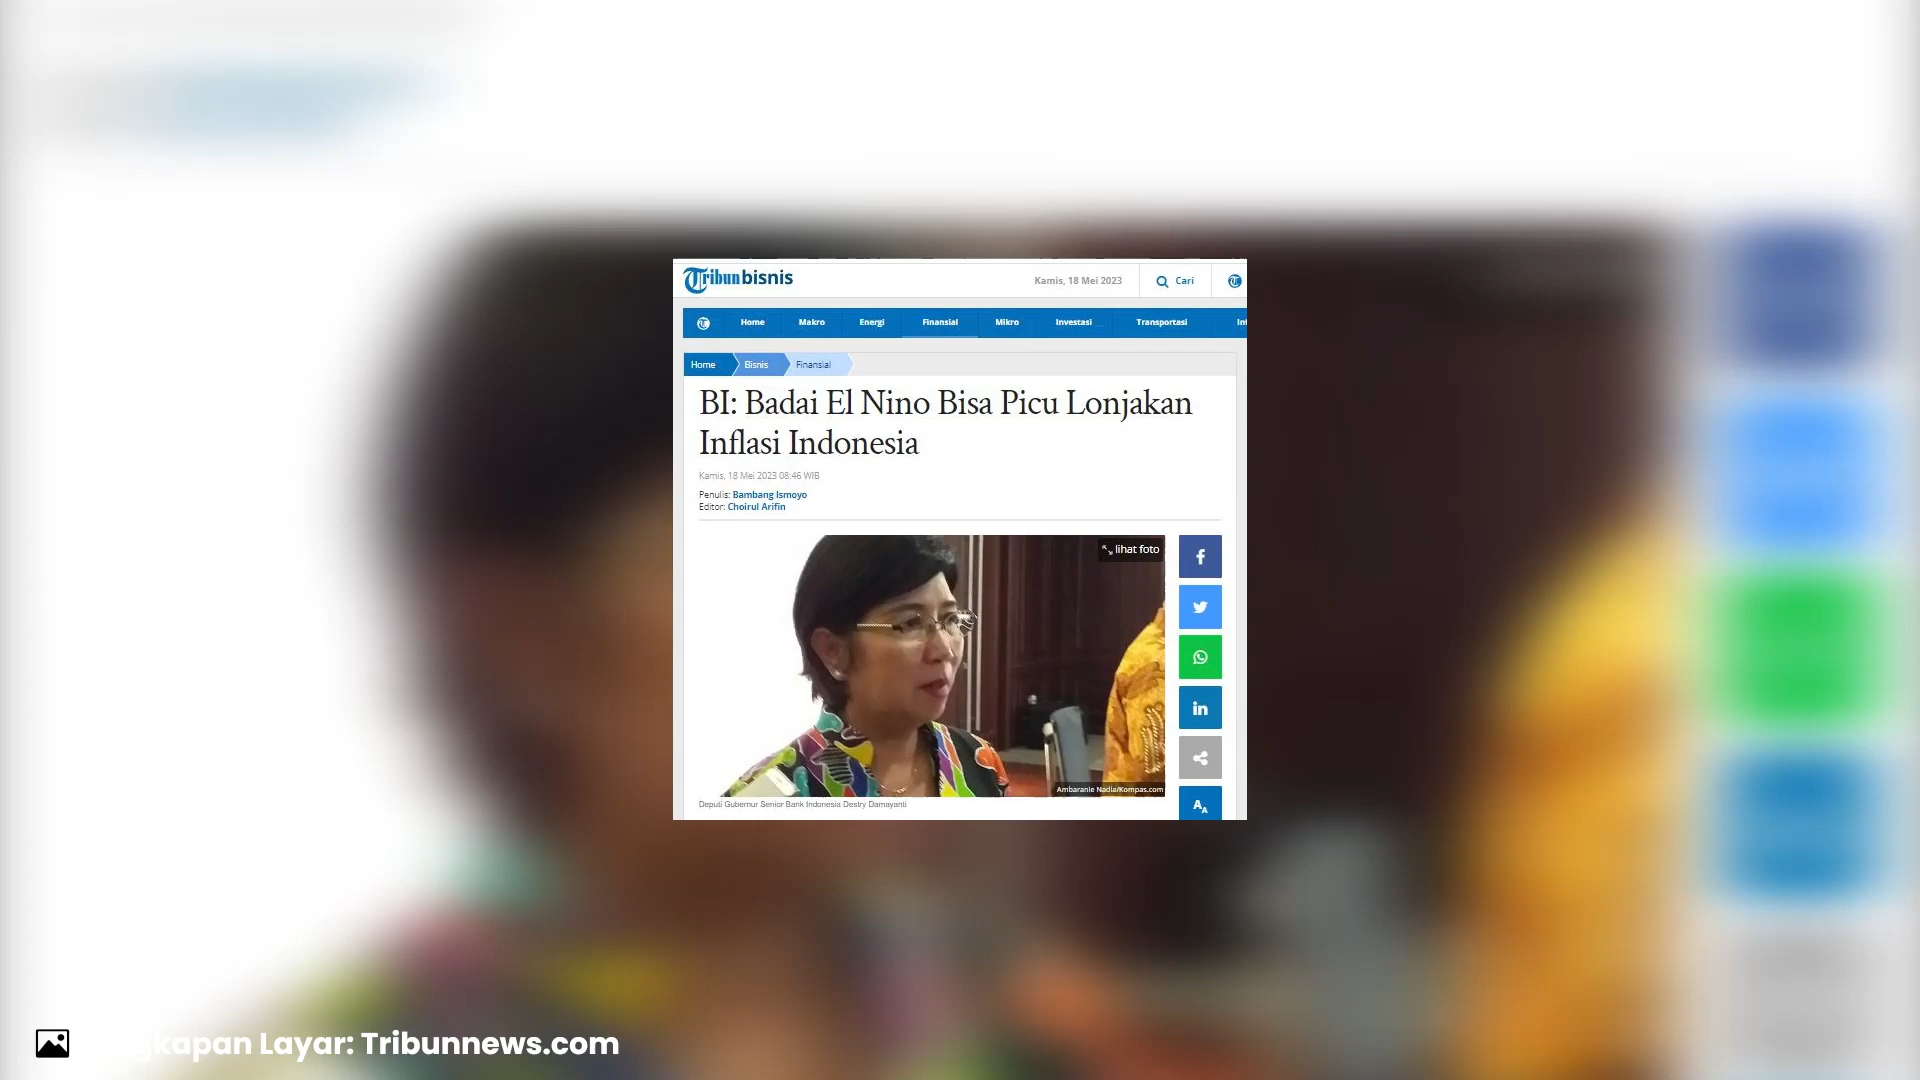 Tribun bisnis
Kamis, 18 Mei 2023
Cari
Home Makro Energi Finansial Mikro Investasi Transportasi
Home Bisnis Finansial
BI: Badai El Nino Bisa Picu Lonjakan
Inflasi Indonesia
Kamis, 18 Mei 2023 08:46 WIB
Penulis: Bambang Ismoyo
Editor: Choirul Arifin
lihat foto
Ambaranie Nadia/Kompas.com
Deputi Gubernur Senior Bank Indonesia Destry Damayanti
Layar: Tribunnews.com